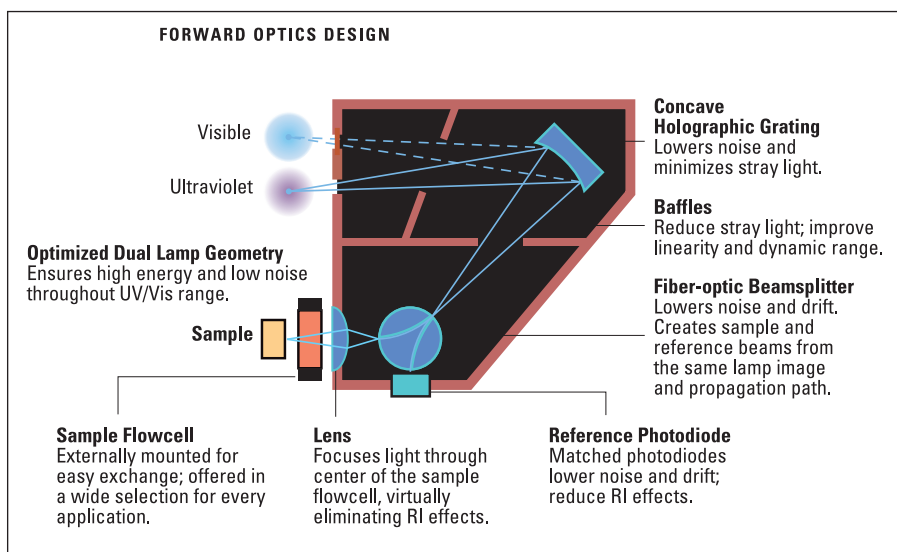 FORWARD OPTICS DESIGN
Visible
Ultraviolet
Concave
Holographic Grating
Lowers noise and
minimizes stray light.
Baffles
Reduce stray light; improve
linearity and dynamic range.
Optimized Dual Lamp Geometry
Ensures high energy and low noise
throughout UV/Vis range.
Fiber-optic Beamsplitter
Lowers noise and drift.
Creates sample and
reference beams from
the same lamp image
and propagation path.
Sample
Sample Flowcell
Externally mounted for
easy exchange; offered in
a wide selection for every
application.
Lens
Focuses light through
center of the sample
flowcell, virtually
eliminating RI effects.
Reference Photodiode
Matched photodiodes
lower noise and drift;
reduce RI effects.